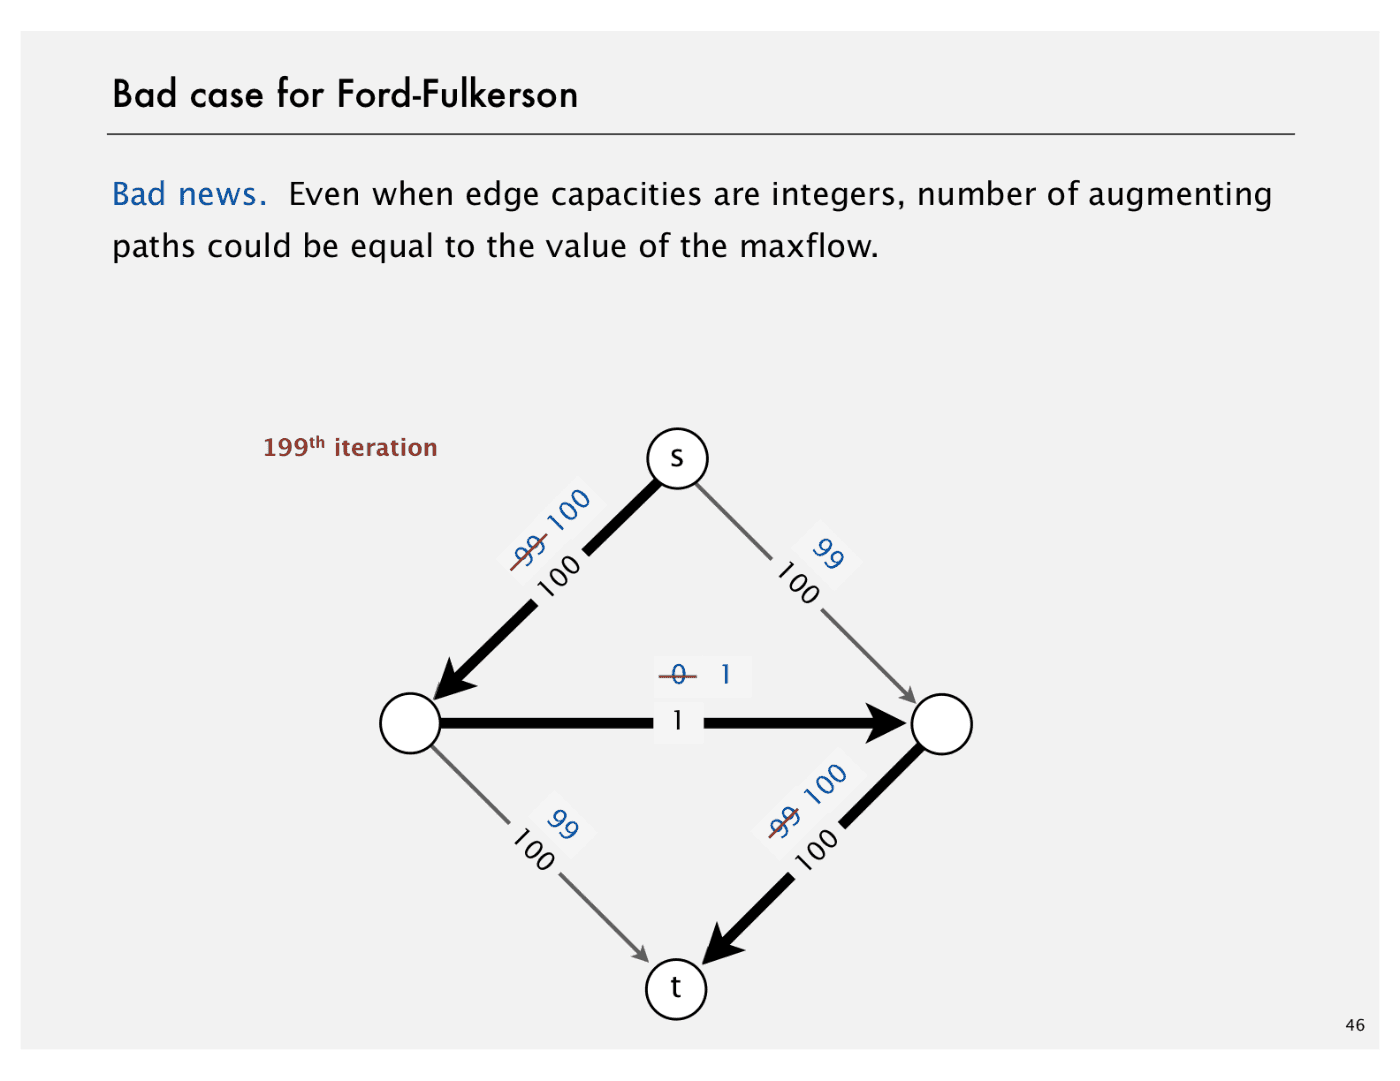 Bad case for Ford-Fulkerson
Bad news. Even when edge capacities are integers, number of augmenting
paths could be equal to the value of the maxflow.
199th iteration
s
99 100
100
99
100
0 1
1
99
100
99 100
100
t
46